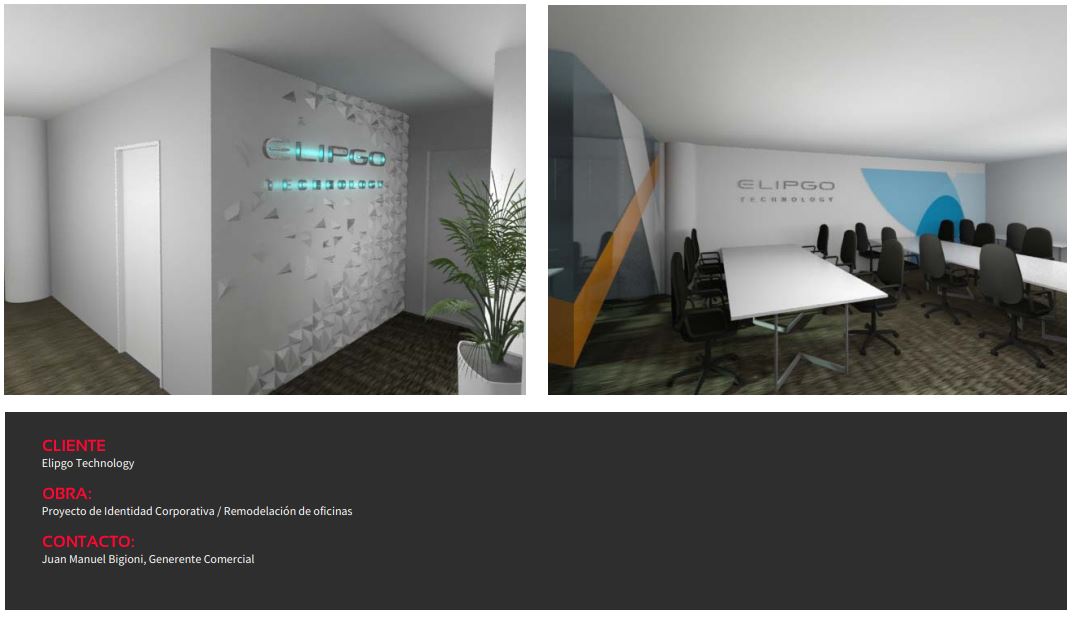 ELIPGO
TECHNOLOGY
ELIPGO
TECHNOLOGY
CLIENTE
Elipgo Technology
OBRA:
Proyecto de Identidad Corporativa / Remodelación de oficinas
CONTACTO:
Juan Manuel Bigioni, Generente Comercial